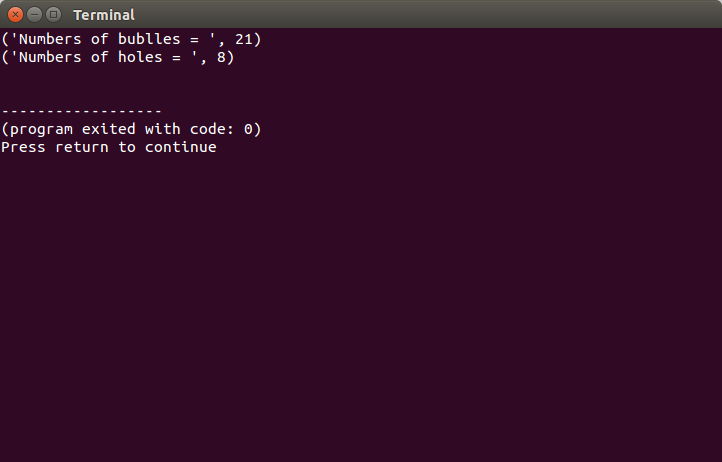 Terminal
('Numbers of bublles = ', 21)
('Numbers of holes = ', 8)
------------------
(program exited with code: 0)
Press return to continue